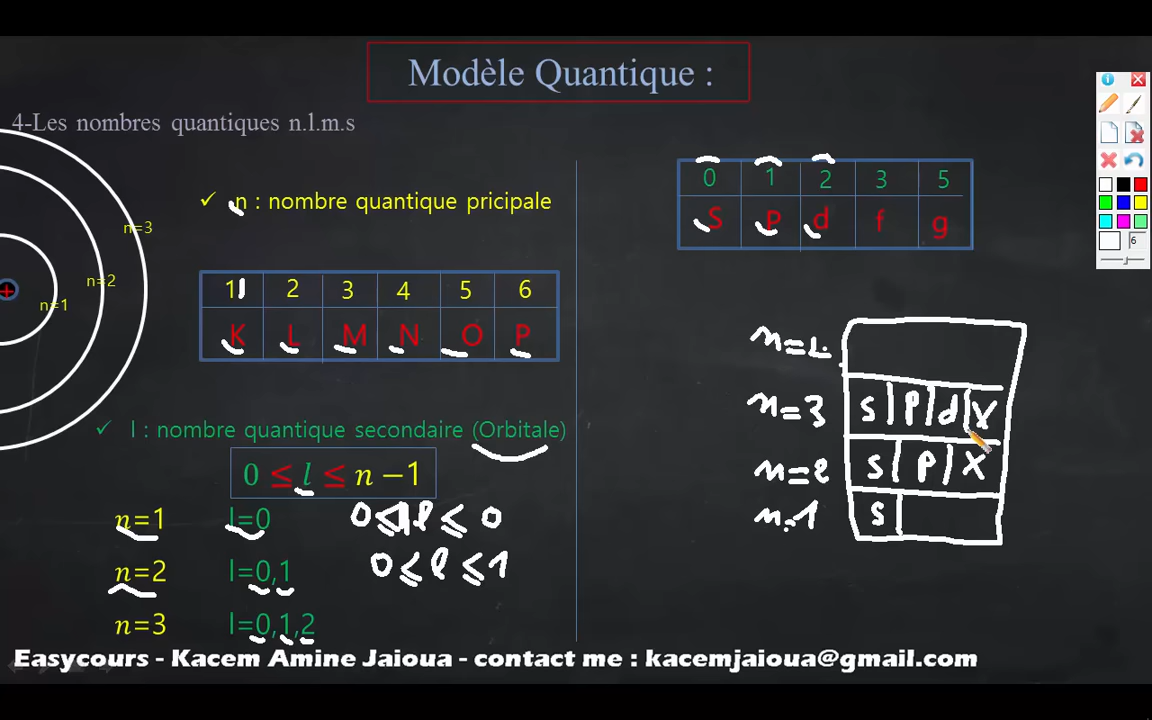 Modèle Quantique :
4-Les nombres quantiques n.l.m.s
✓ n : nombre quantique pricipale
n=3
n=2
n=1
+
1 2 3 4 5 6
K L M N O P
✓ l : nombre quantique secondaire (Orbitale)
0 ≤ l ≤ n −1
n=1 l=0 0≤ l ≤ 0
n=2 l=0,1 0 ≤ l ≤ 1
n=3 l=0,1,2
0 1 2 3 5
S P d f g
n=4
n=3 s p d X
n=2 s p X
n=1 s
6
Easycours - Kacem Amine Jaioua - contact me : kacemjaioua@gmail.com